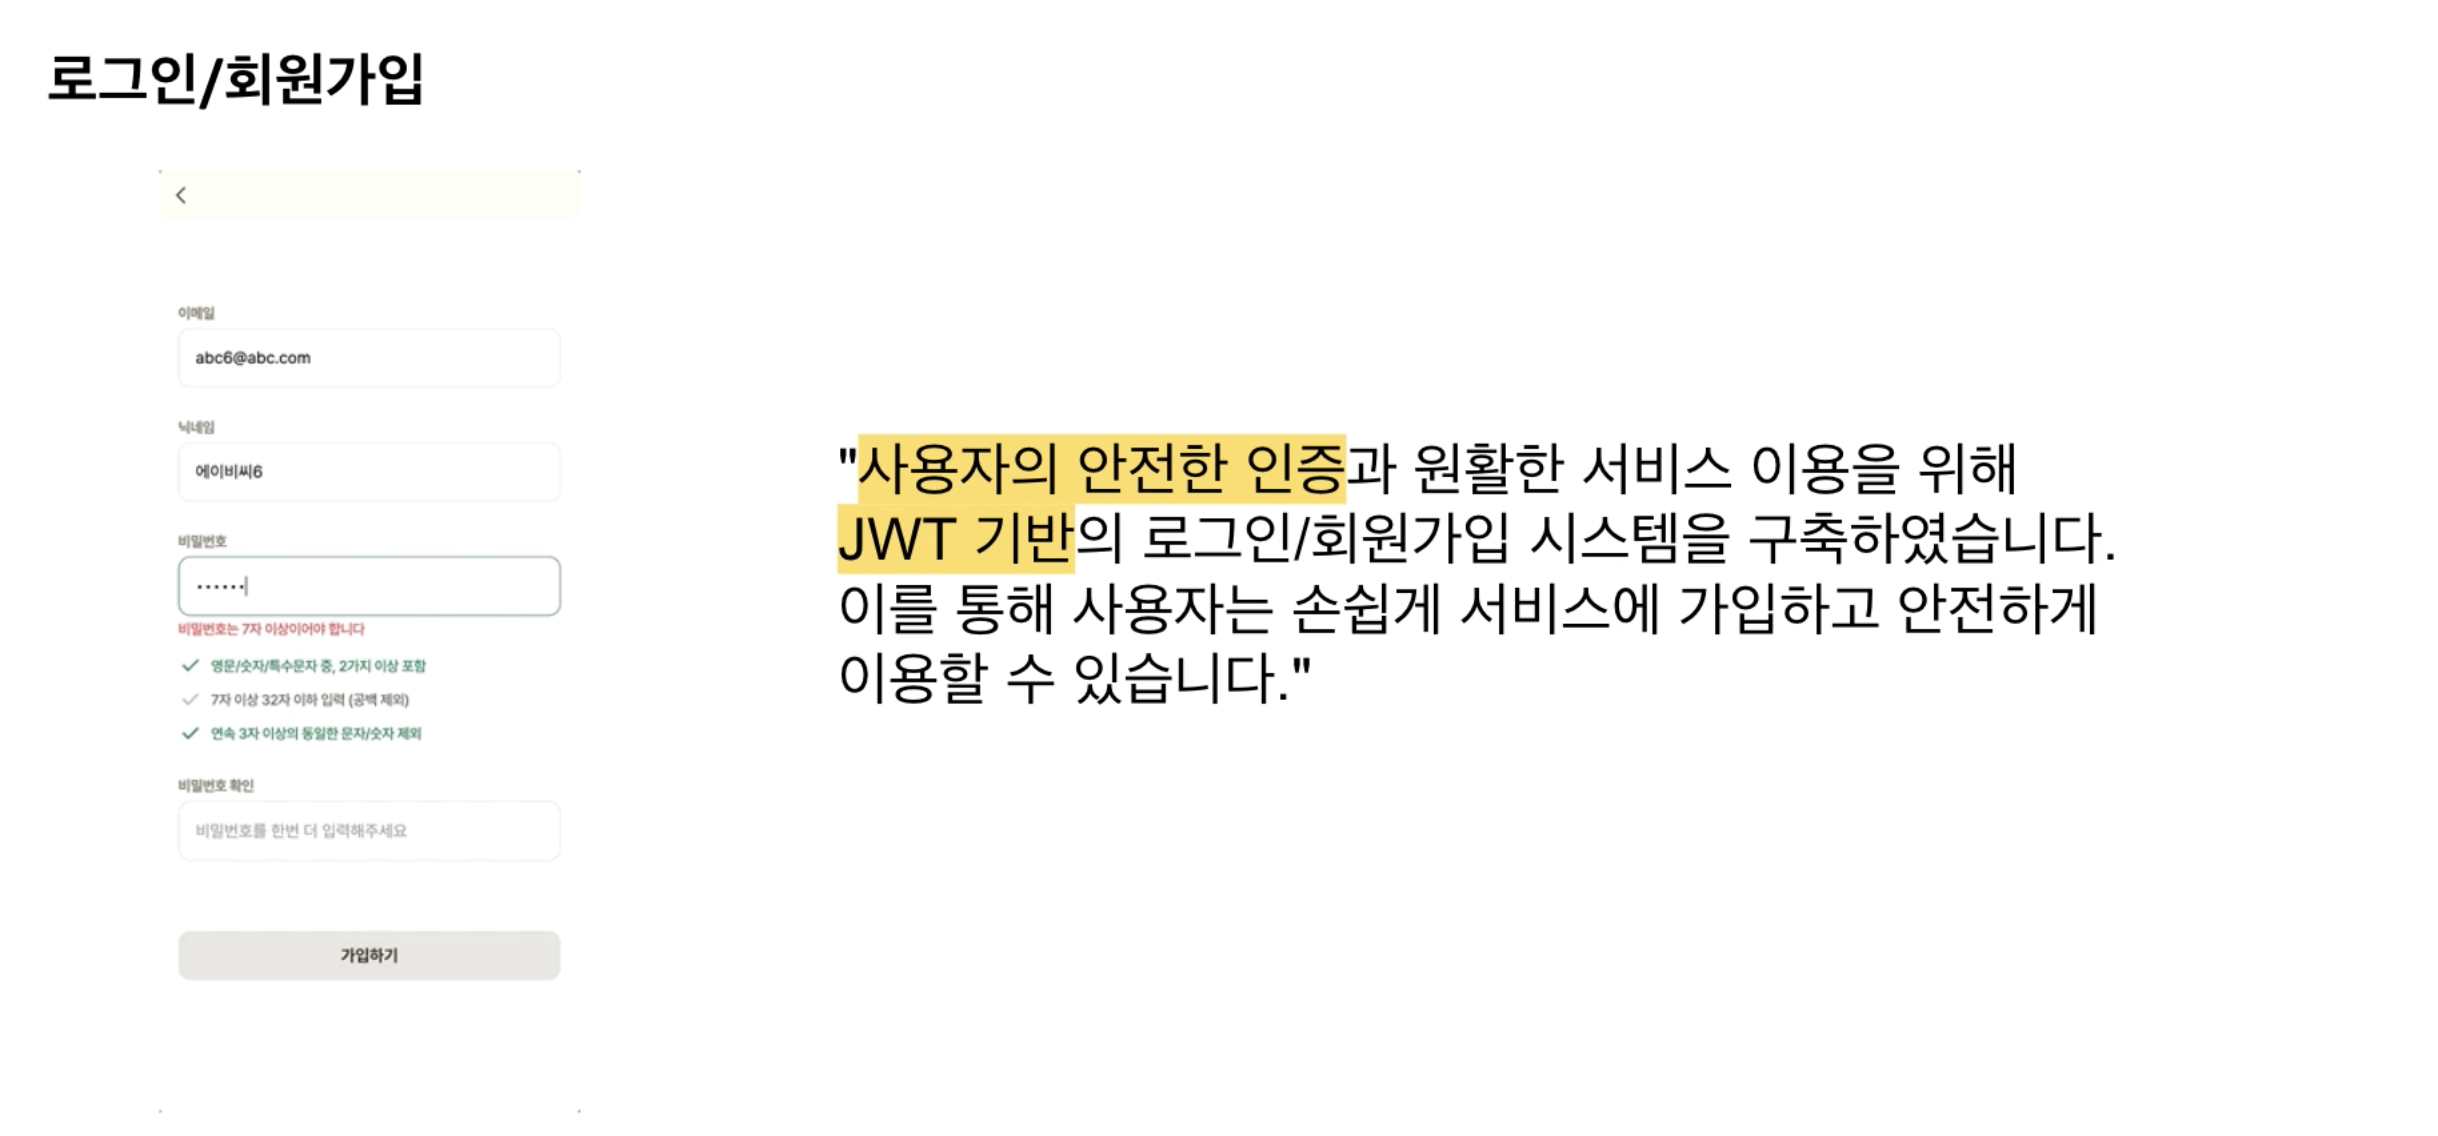 로그인/회원가입
이메일
abc6@abc.com
닉네임
에이비씨6
비밀번호
비밀번호는 7자 이상이어야 합니다
영문/숫자/특수문자 중, 2가지 이상 포함
7자 이상 32자 이하 입력 (공백 제외)
연속 3자 이상의 동일한 문자/숫자 제외
비밀번호 확인
비밀번호를 한번 더 입력해주세요
가입하기
"사용자의 안전한 인증과 원활한 서비스 이용을 위해
JWT 기반의 로그인/회원가입 시스템을 구축하였습니다.
이를 통해 사용자는 손쉽게 서비스에 가입하고 안전하게
이용할 수 있습니다."